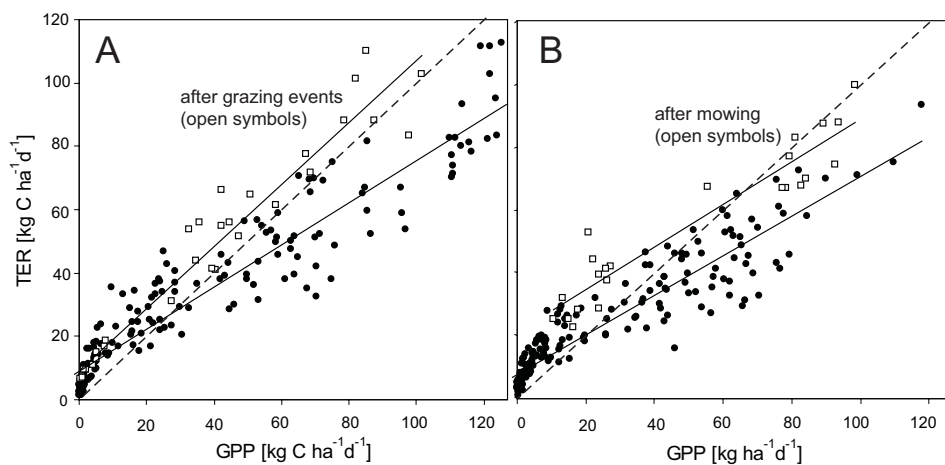 A
B
after grazing events
(open symbols)
after mowing
(open symbols)
TER [kg C ha⁻¹d⁻¹]
120
100
80
60
40
20
0
0 20 40 60 80 100 120
0 20 40 60 80 100 120
GPP [kg C ha⁻¹d⁻¹]
GPP [kg ha⁻¹d⁻¹]